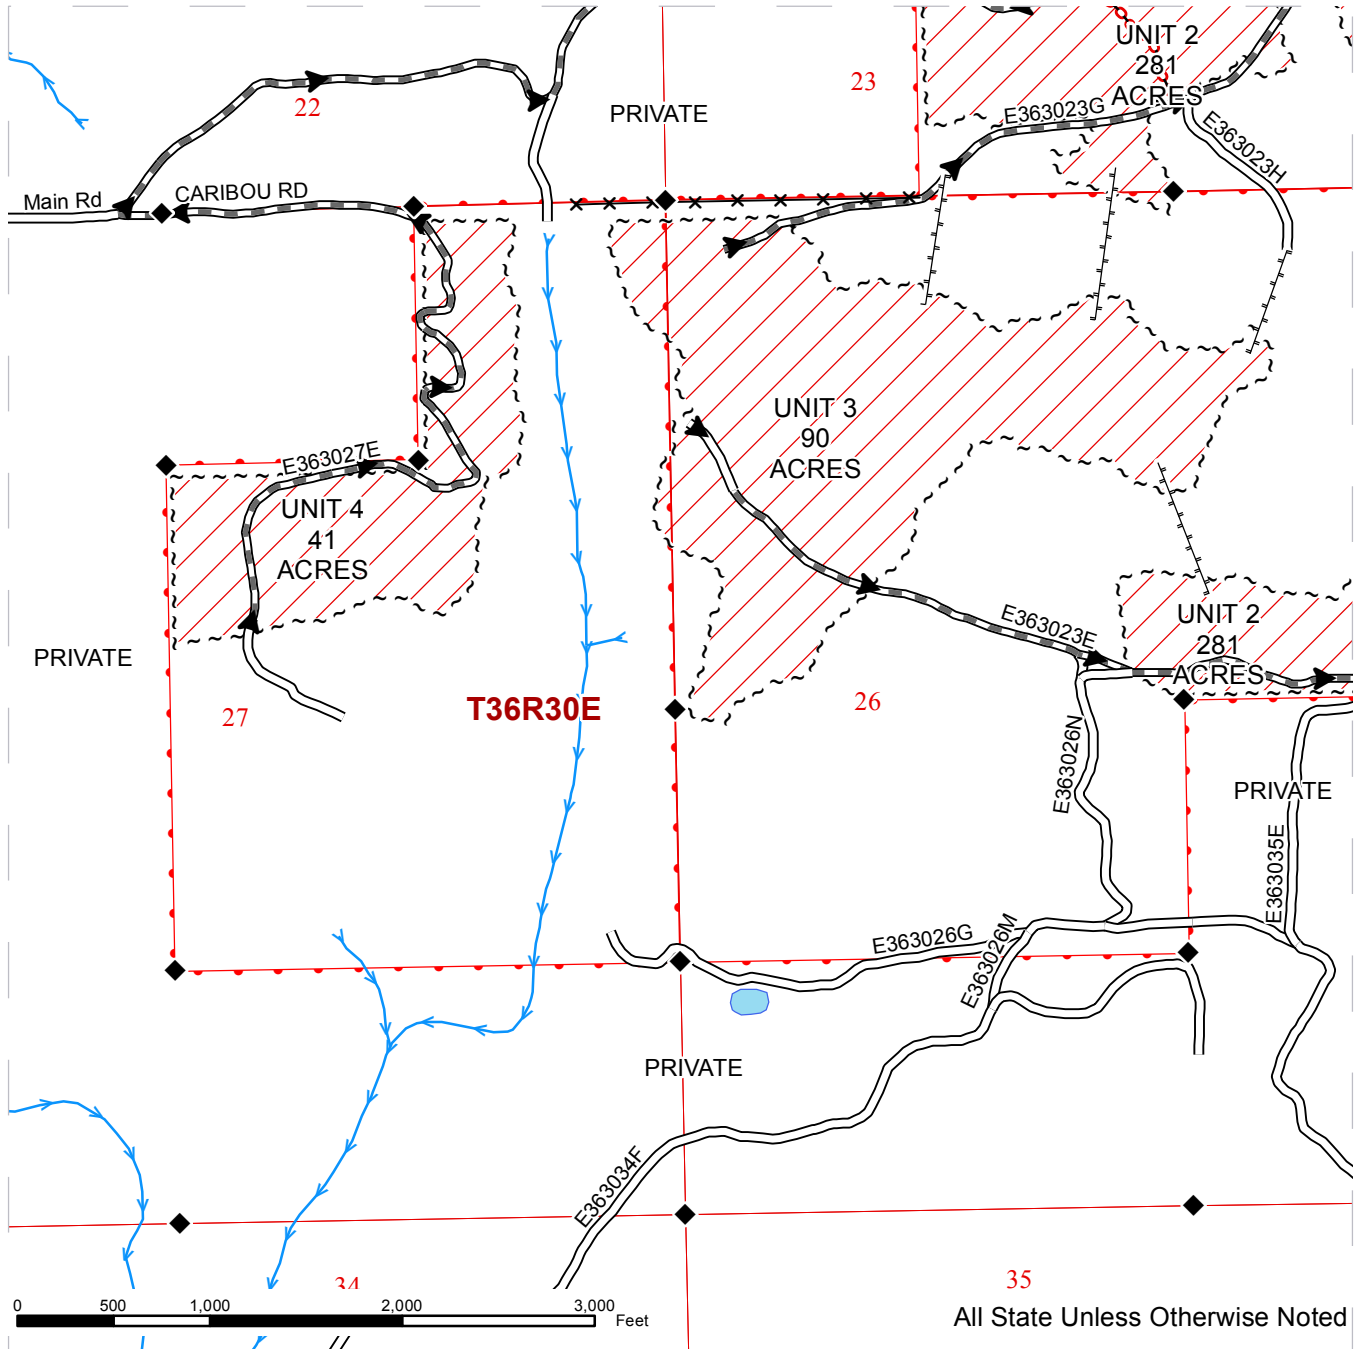 UNIT 2
281
ACRES
23
22
PRIVATE
E363023G
E363023H
Main Rd
CARIBOU RD
UNIT 3
90
ACRES
E363027E
UNIT 4
41
ACRES
E363023E
UNIT 2
281
ACRES
PRIVATE
T36R30E
26
27
E363026N
PRIVATE
E363035E
E363026G
E363026M
PRIVATE
E363034F
34
35
0 500 1,000 2,000 3,000
Feet
All State Unless Otherwise Noted